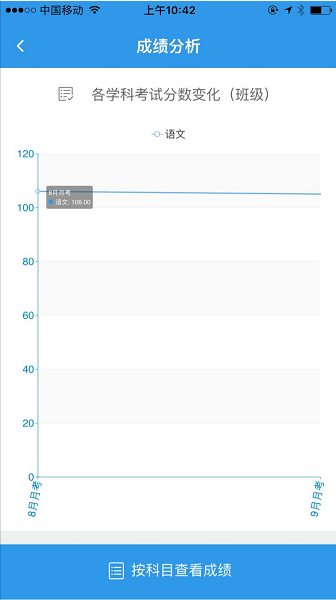 中国移动 上午10:42
成绩分析
各学科考试分数变化（班级）
语文
120
8月月考
语文: 106.00
100
80
60
40
20
0
8月月考 9月月考
按科目查看成绩